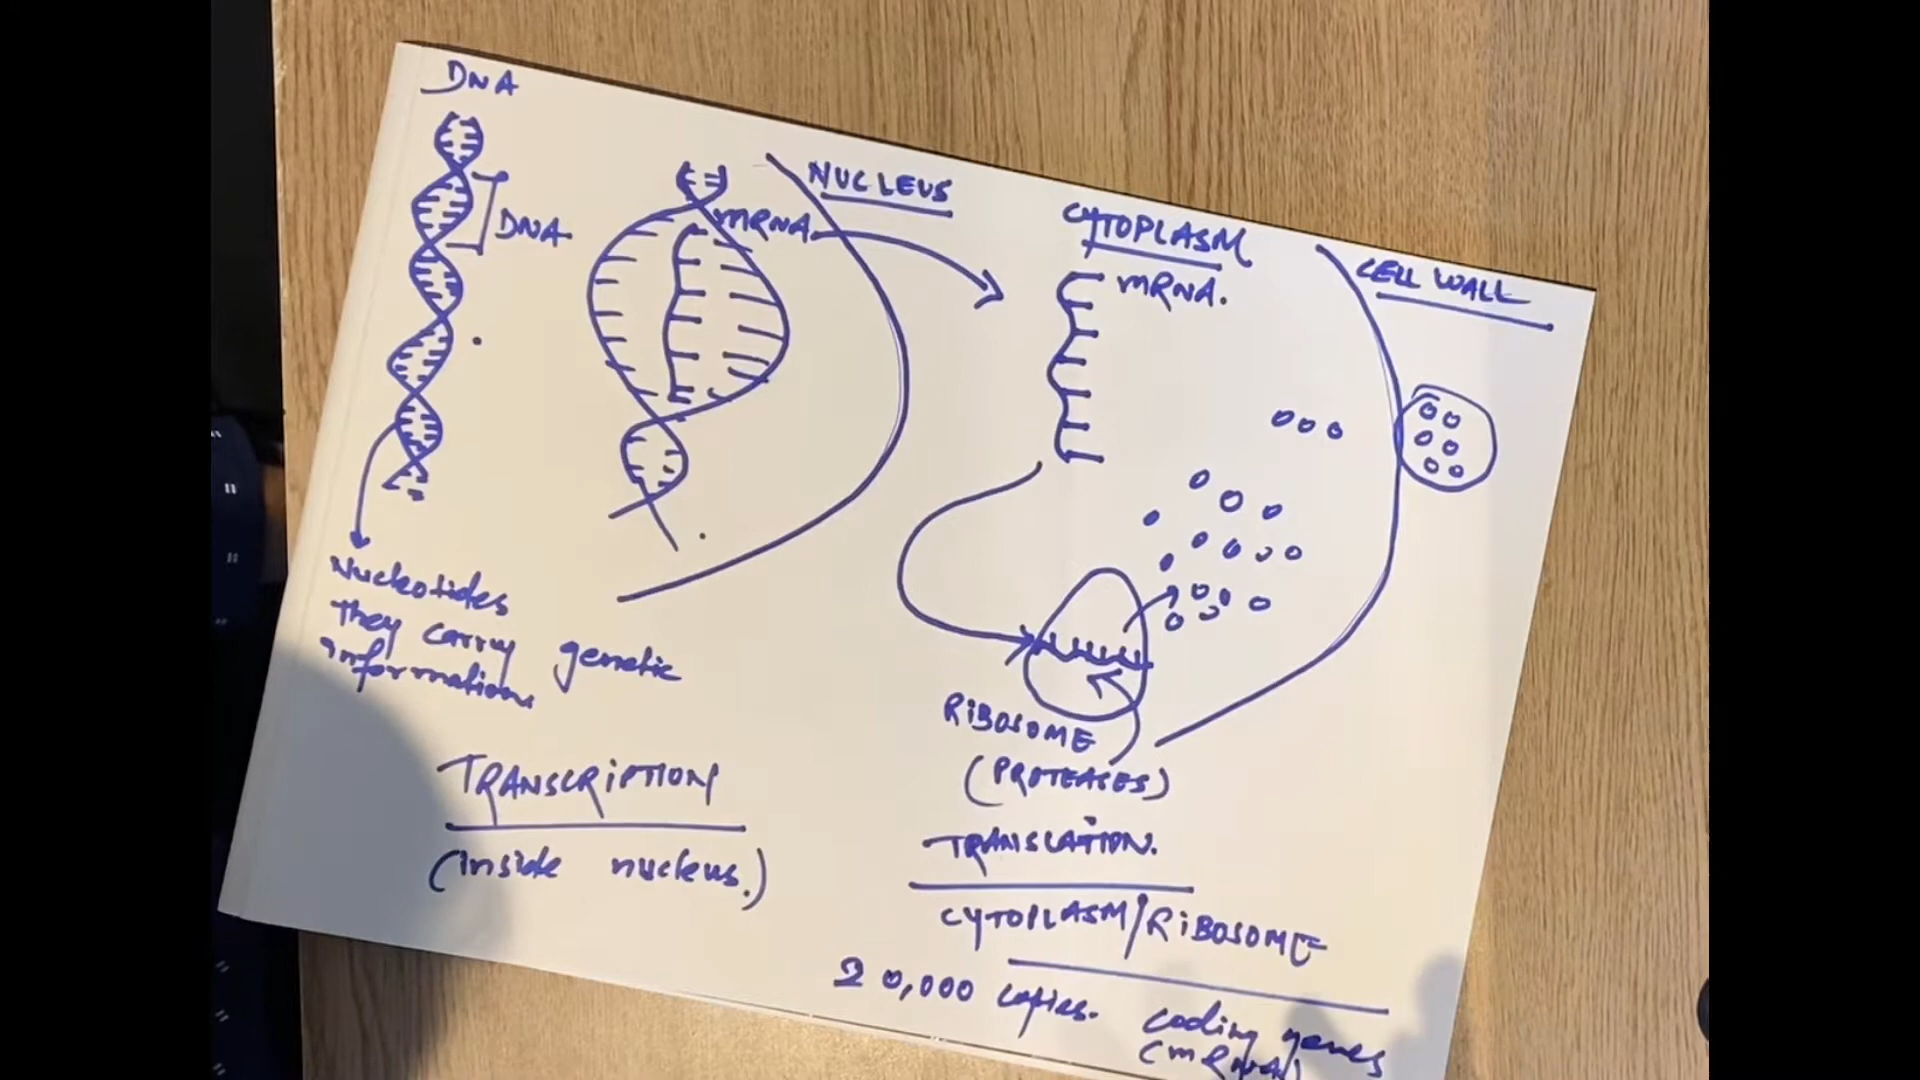 DNA
DNA
mRNA
NUCLEUS
CYTOPLASM
mRNA.
CELL WALL
Nucleotides
They carry genetic
information.
TRANSCRIPTION
(inside nucleus.)
RIBOSOME
(PROTEASES)
TRANSLATION.
CYTOPLASM/RIBOSOME
20,000 copies. coding genes
(mRNA)